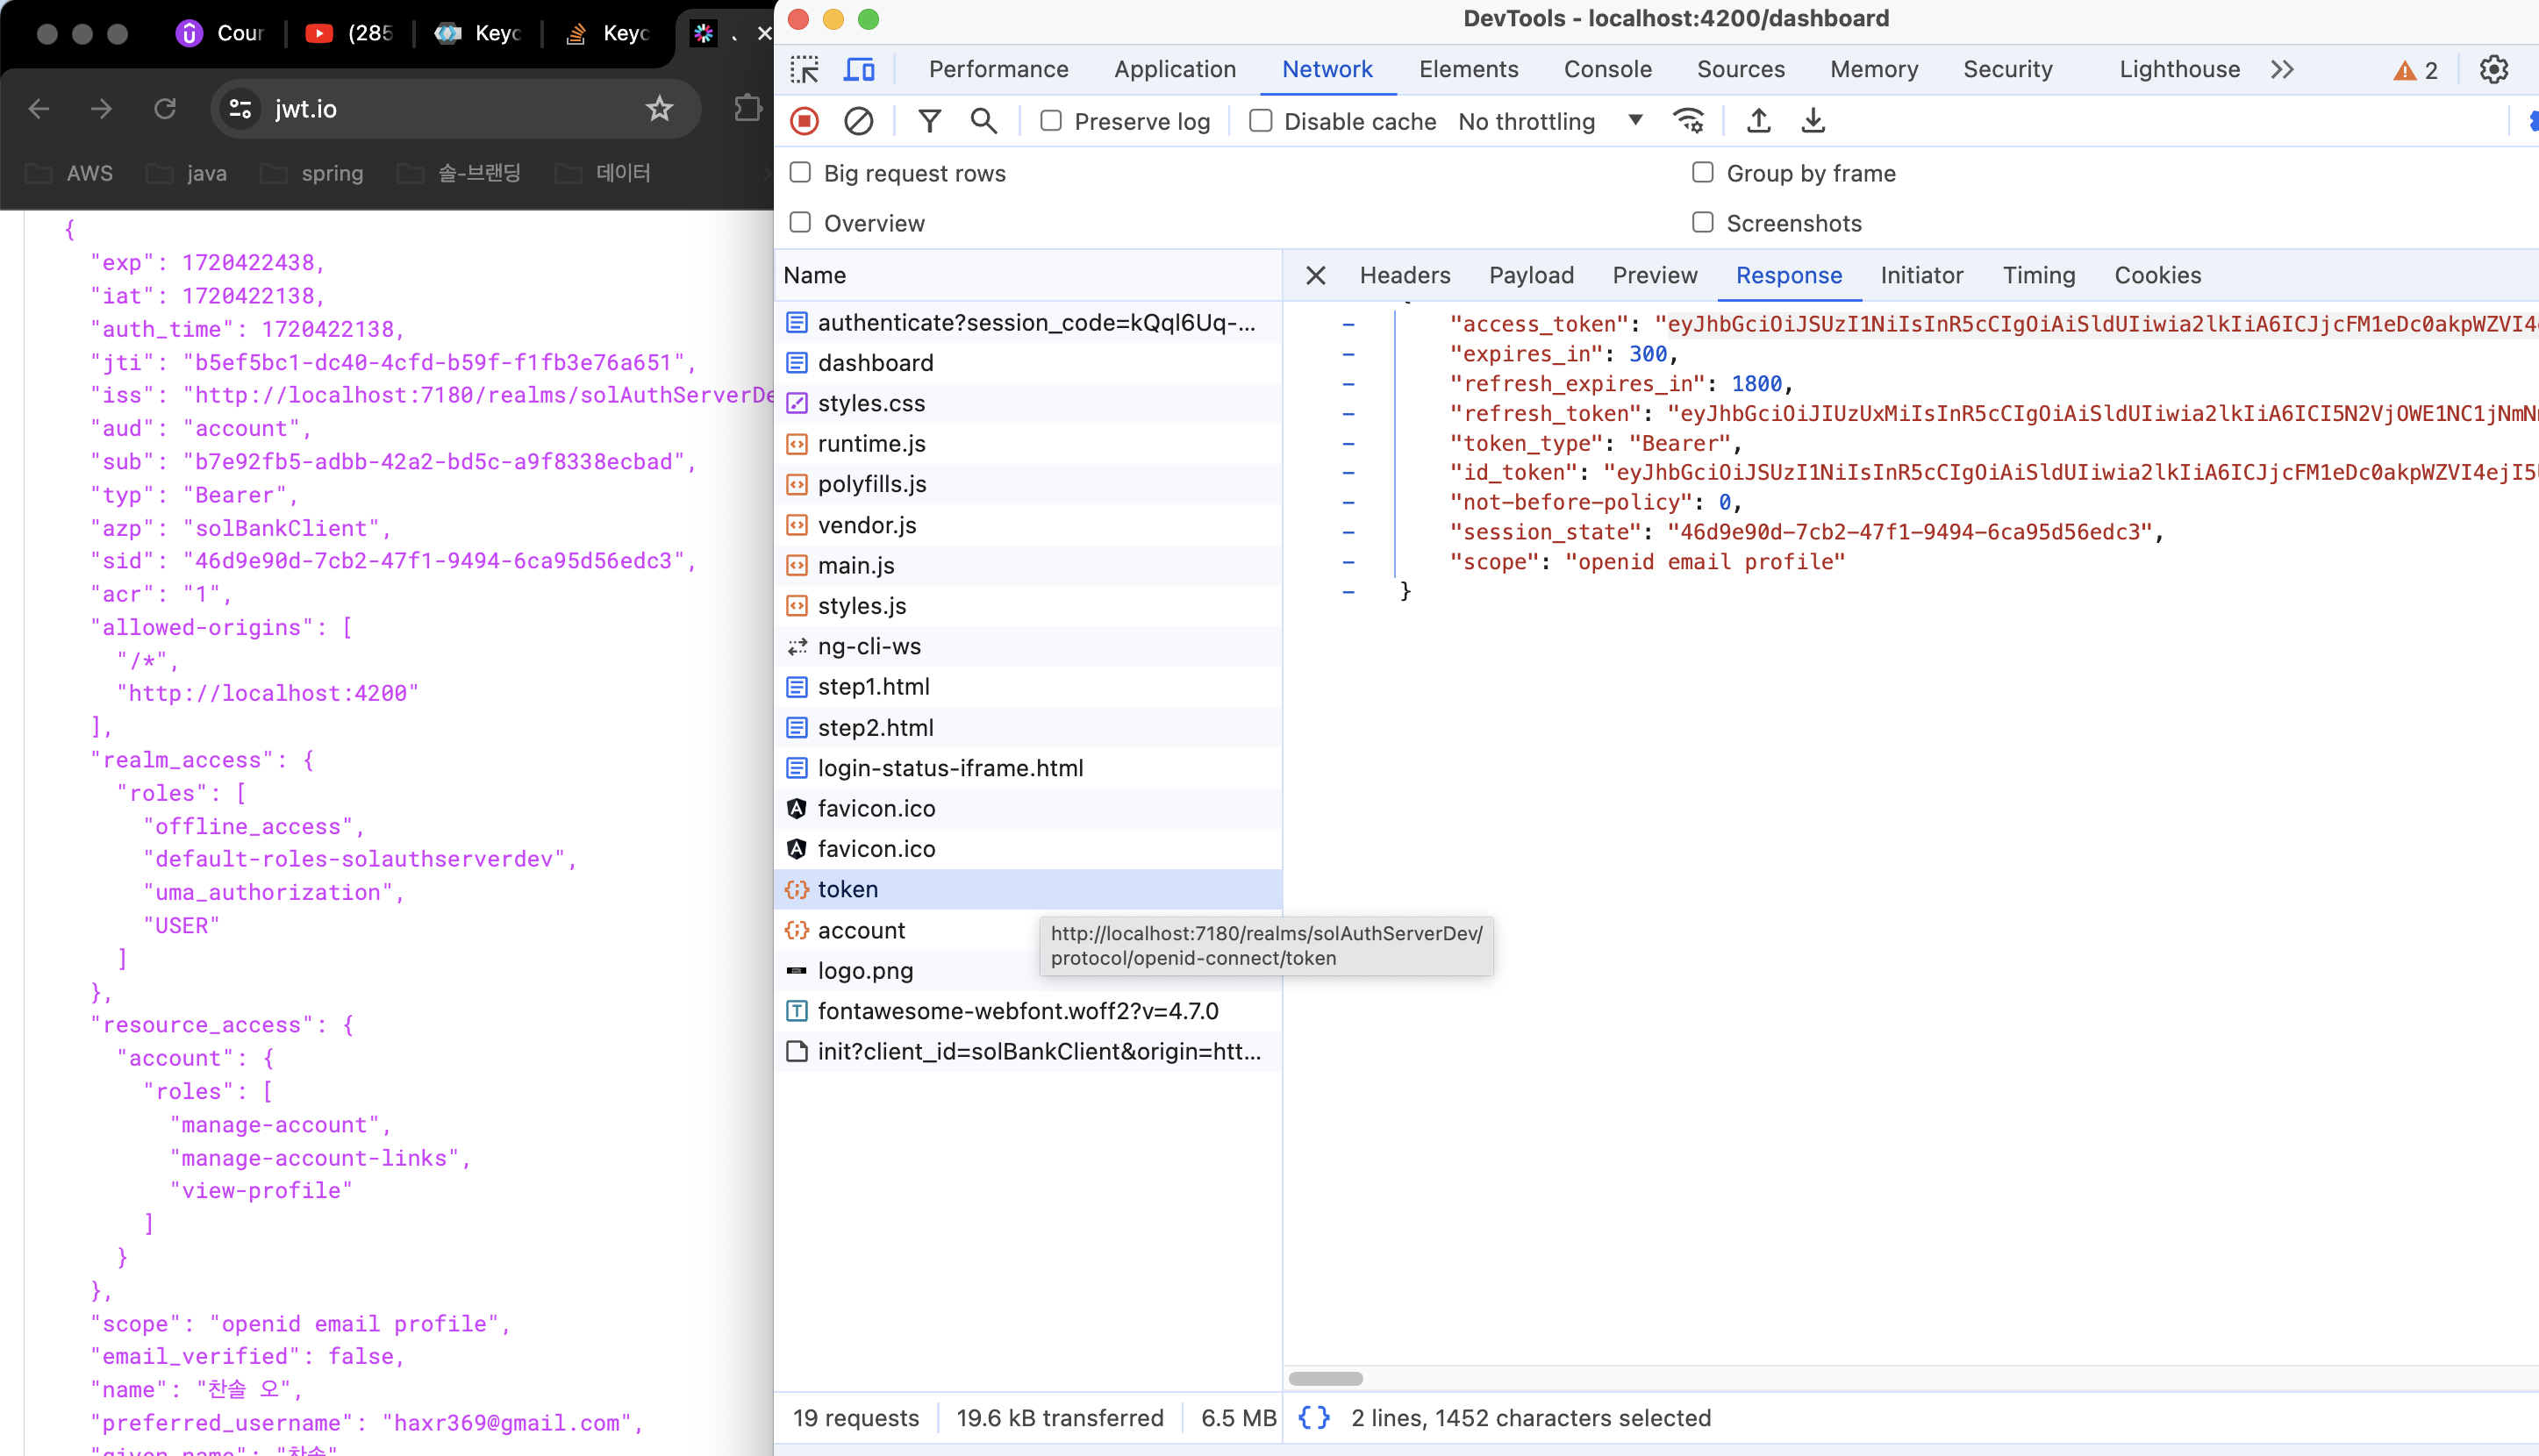 Cour
(285
Keyc
Keyc
jwt.io
AWS
java
spring
솔-브랜딩
데이터
{
"exp": 1720422438,
"iat": 1720422138,
"auth_time": 1720422138,
"jti": "b5ef5bc1-dc40-4cfd-b59f-f1fb3e76a651",
"iss": "http://localhost:7180/realms/solAuthServerDe
"aud": "account",
"sub": "b7e92fb5-adbb-42a2-bd5c-a9f8338ecbad",
"typ": "Bearer",
"azp": "solBankClient",
"sid": "46d9e90d-7cb2-47f1-9494-6ca95d56edc3",
"acr": "1",
"allowed-origins": [
"/*",
"http://localhost:4200"
],
"realm_access": {
"roles": [
"offline_access",
"default-roles-solauthserverdev",
"uma_authorization",
"USER"
]
},
"resource_access": {
"account": {
"roles": [
"manage-account",
"manage-account-links",
"view-profile"
]
}
},
"scope": "openid email profile",
"email_verified": false,
"name": "찬솔 오",
"preferred_username": "haxr369@gmail.com",
"given_name": "찬솔"
DevTools - localhost:4200/dashboard
Performance
Application
Network
Elements
Console
Sources
Memory
Security
Lighthouse
2
Preserve log
Disable cache
No throttling
Big request rows
Group by frame
Overview
Screenshots
Name
authenticate?session_code=kQql6Uq-...
dashboard
styles.css
runtime.js
polyfills.js
vendor.js
main.js
styles.js
ng-cli-ws
step1.html
step2.html
login-status-iframe.html
favicon.ico
favicon.ico
token
account
logo.png
fontawesome-webfont.woff2?v=4.7.0
init?client_id=solBankClient&origin=htt...
http://localhost:7180/realms/solAuthServerDev/
protocol/openid-connect/token
Headers
Payload
Preview
Response
Initiator
Timing
Cookies
"access_token": "eyJhbGciOiJSUzI1NiIsInR5cCIgOiAiSldUIiwia2lkIiA6ICJjcFM1eDc0akpWZVI4e
"expires_in": 300,
"refresh_expires_in": 1800,
"refresh_token": "eyJhbGciOiJIUzUxMiIsInR5cCIgOiAiSldUIiwia2lkIiA6ICI5N2VjOWE1NC1jNmNm
"token_type": "Bearer",
"id_token": "eyJhbGciOiJSUzI1NiIsInR5cCIgOiAiSldUIiwia2lkIiA6ICJjcFM1eDc0akpWZVI4ejI5U
"not-before-policy": 0,
"session_state": "46d9e90d-7cb2-47f1-9494-6ca95d56edc3",
"scope": "openid email profile"
}
19 requests
19.6 kB transferred
6.5 MB
2 lines, 1452 characters selected